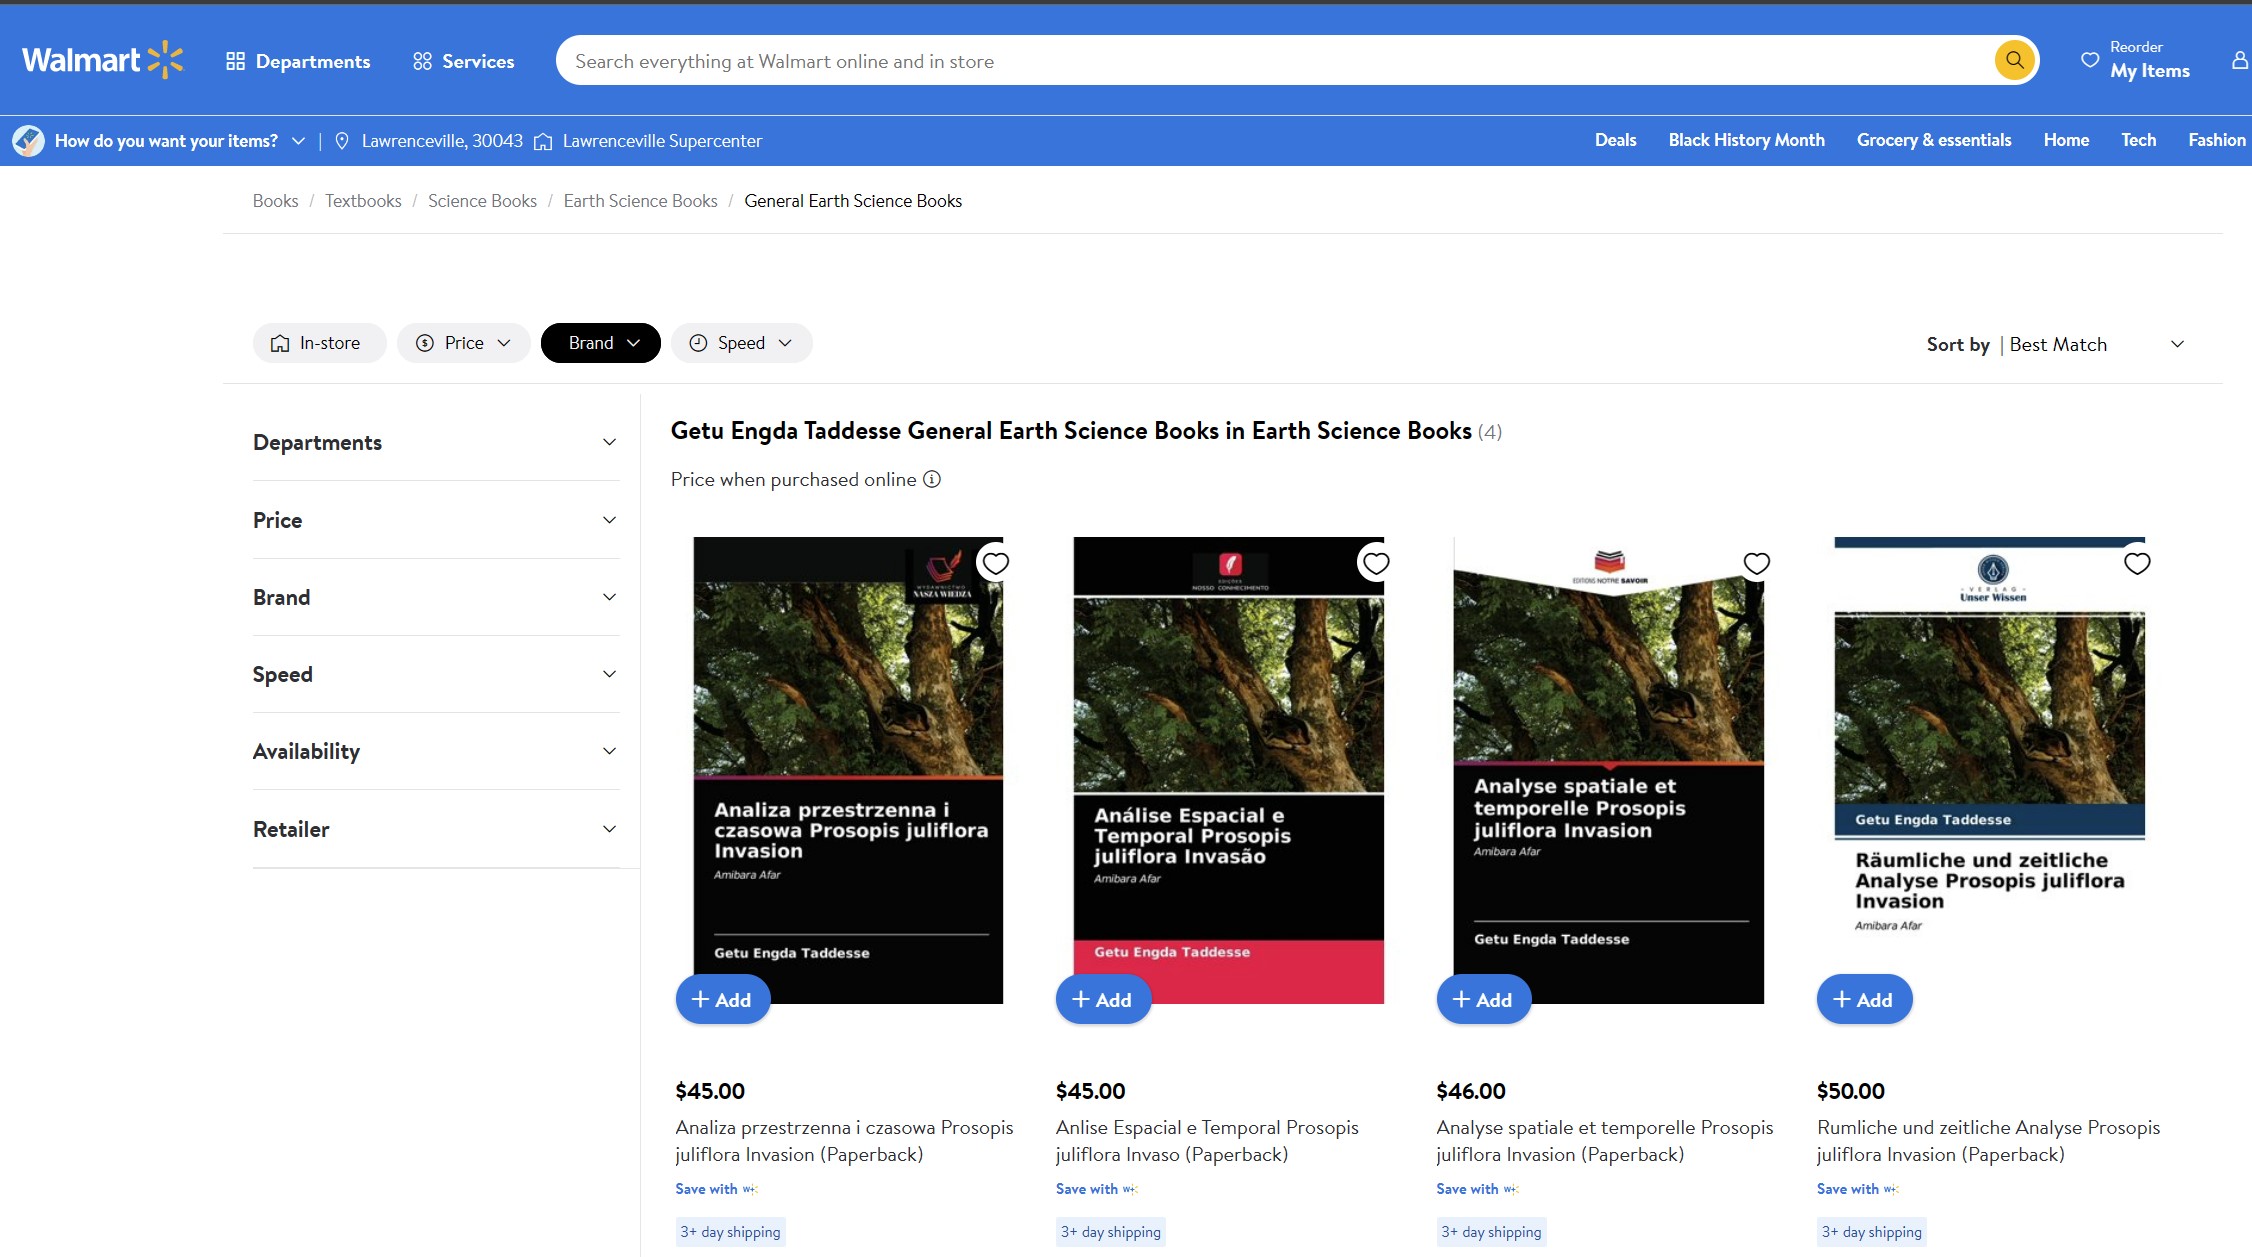 Walmart
Departments
Services
Search everything at Walmart online and in store
Reorder
My Items
How do you want your items?
|
Lawrenceville, 30043
Lawrenceville Supercenter
Deals
Black History Month
Grocery & essentials
Home
Tech
Fashion
Books / Textbooks / Science Books / Earth Science Books / General Earth Science Books
In-store
Price
Brand
Speed
Sort by | Best Match
Departments
Price
Brand
Speed
Availability
Retailer
Getu Engda Taddesse General Earth Science Books in Earth Science Books (4)
Price when purchased online
WYDAWNICTWO
NASZA WIEDZA
Analiza przestrzenna i
czasowa Prosopis juliflora
Invasion
Amibara Afar
Getu Engda Taddesse
+ Add
$45.00
Analiza przestrzenna i czasowa Prosopis
juliflora Invasion (Paperback)
Save with W+
3+ day shipping
EDIÇÕES
NOSSO CONHECIMENTO
Análise Espacial e
Temporal Prosopis
juliflora Invasão
Amibara Afar
Getu Engda Taddesse
+ Add
$45.00
Anlise Espacial e Temporal Prosopis
juliflora Invaso (Paperback)
Save with W+
3+ day shipping
EDITIONS NOTRE SAVOIR
Analyse spatiale et
temporelle Prosopis
juliflora Invasion
Amibara Afar
Getu Engda Taddesse
+ Add
$46.00
Analyse spatiale et temporelle Prosopis
juliflora Invasion (Paperback)
Save with W+
3+ day shipping
VERLAG
Unser Wissen
Getu Engda Taddesse
Räumliche und zeitliche
Analyse Prosopis juliflora
Invasion
Amibara Afar
+ Add
$50.00
Rumliche und zeitliche Analyse Prosopis
juliflora Invasion (Paperback)
Save with W+
3+ day shipping